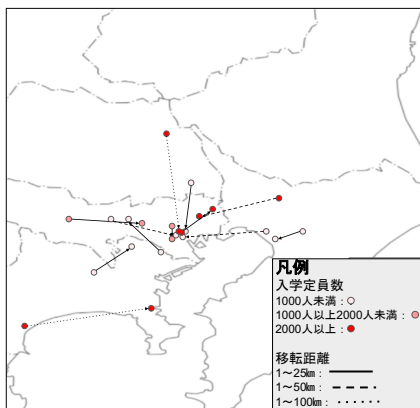 凡例
入学定員数
1000人未満：
1000人以上2000人未満：
2000人以上：
移転距離
1～25km：
1～50km：
1～100km：